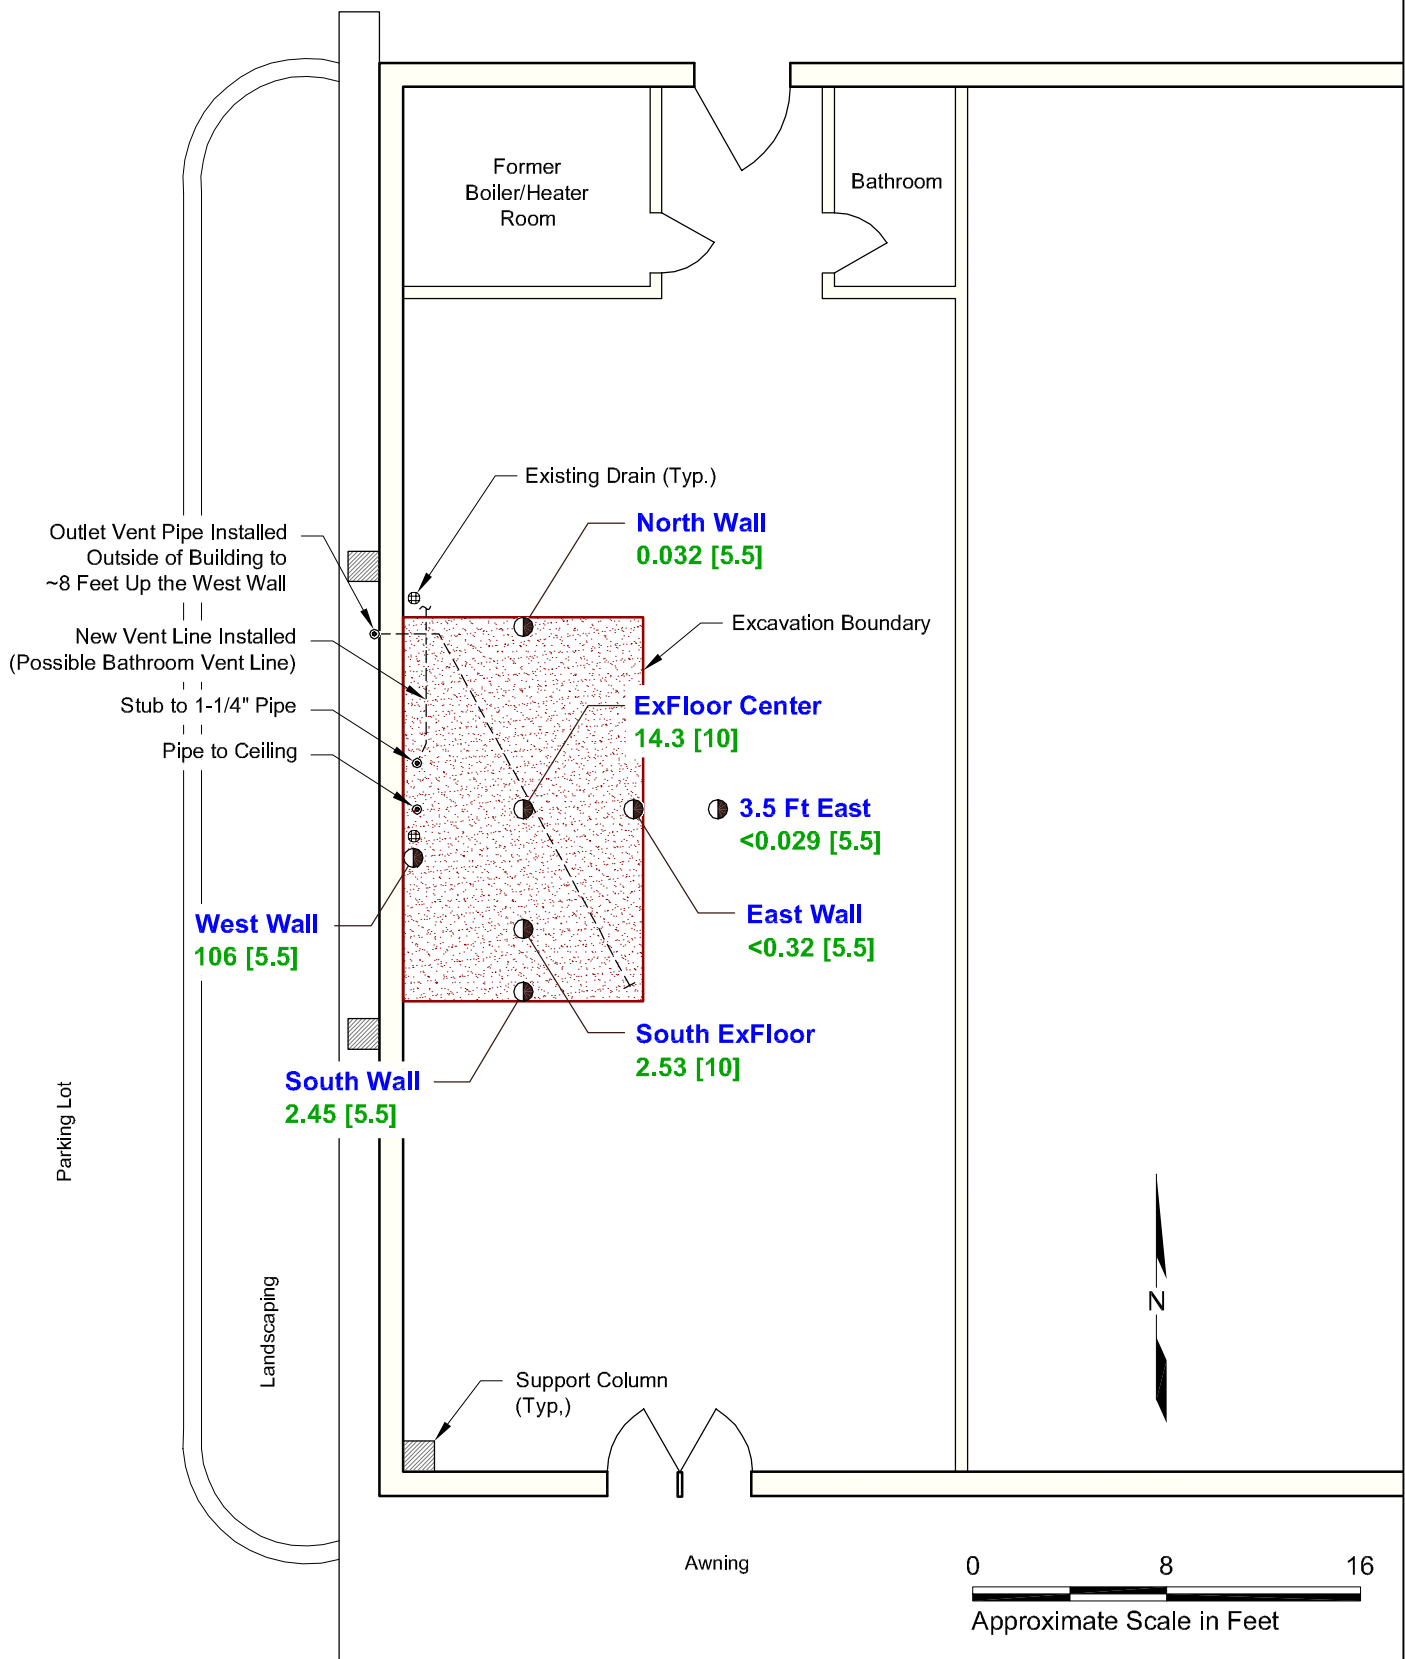 Former
Boiler/Heater
Room
Bathroom
Existing Drain (Typ.)
North Wall
0.032 [5.5]
Outlet Vent Pipe Installed
Outside of Building to
~8 Feet Up the West Wall
New Vent Line Installed
(Possible Bathroom Vent Line)
Stub to 1-1/4" Pipe
Pipe to Ceiling
Excavation Boundary
ExFloor Center
14.3 [10]
3.5 Ft East
<0.029 [5.5]
West Wall
106 [5.5]
East Wall
<0.32 [5.5]
South ExFloor
2.53 [10]
South Wall
2.45 [5.5]
Parking Lot
Landscaping
N
Support Column
(Typ,)
Awning
0 8 16
Approximate Scale in Feet